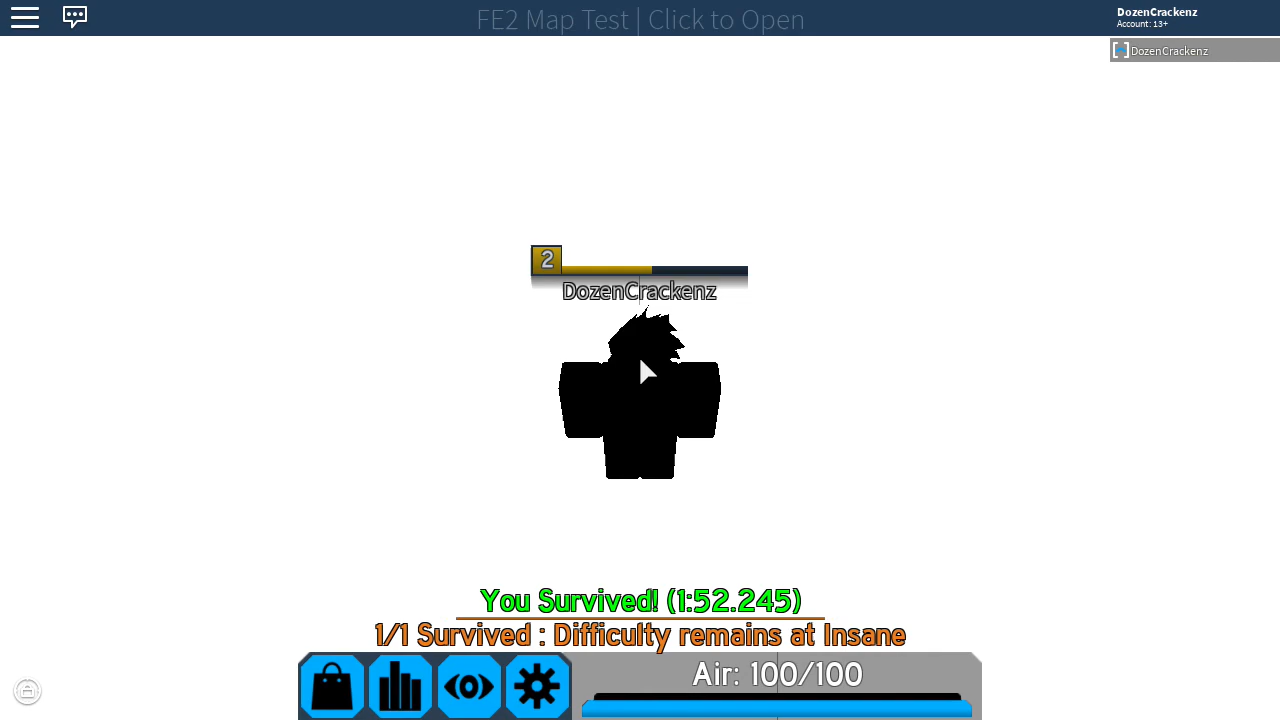 FE2 Map Test | Click to Open
DozenCrackenz
Account: 13+
DozenCrackenz
2
DozenCrackenz
You Survived! (1:52.245)
1/1 Survived : Difficulty remains at Insane
Air: 100/100